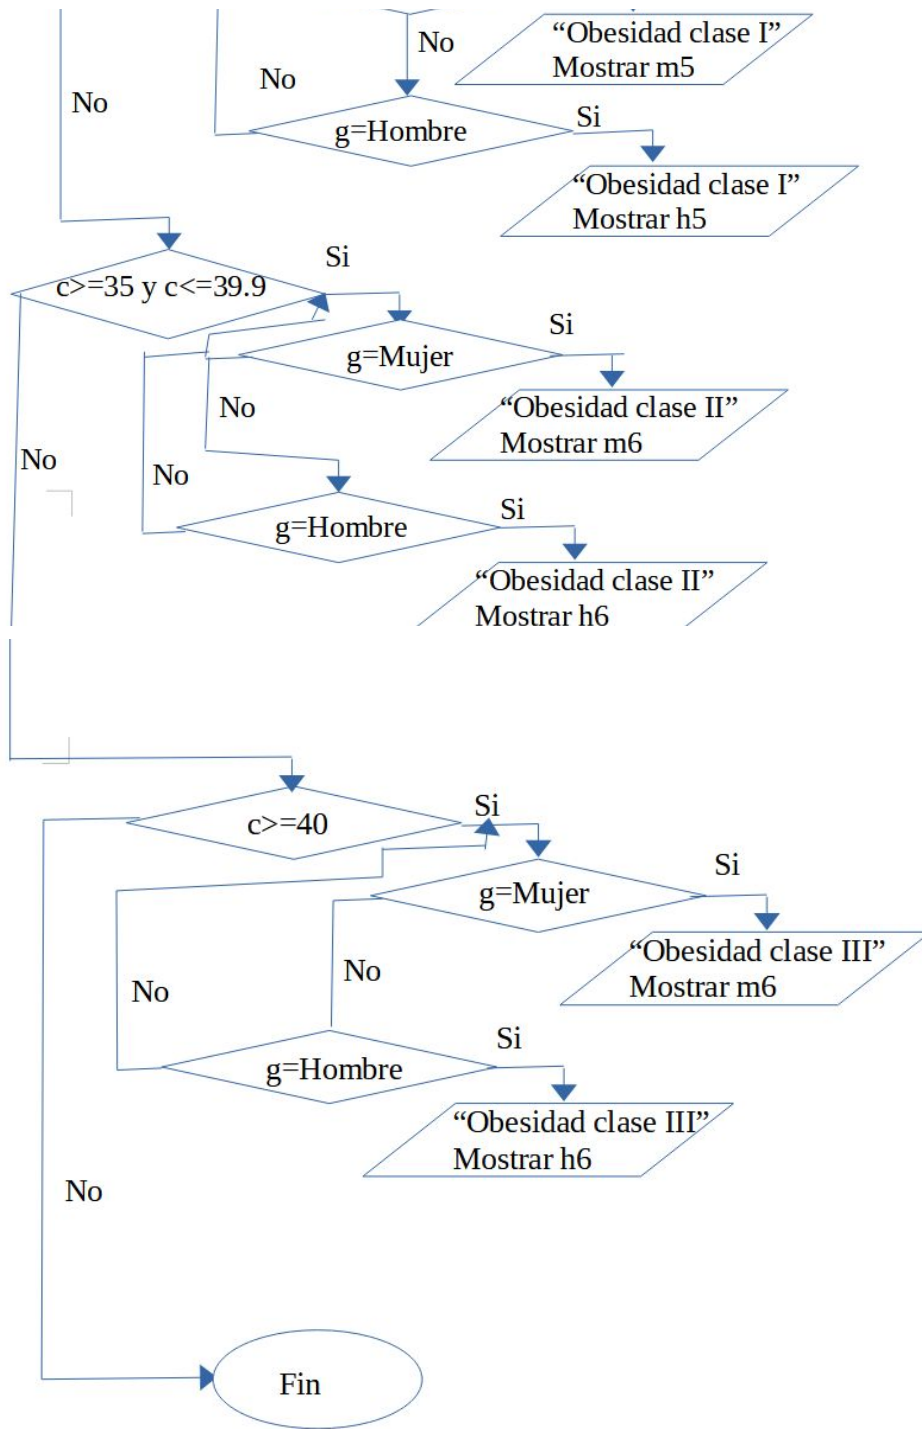 “Obesidad clase I”
Mostrar m5
No
No
No
g=Hombre
Si
“Obesidad clase I”
Mostrar h5
Si
c>=35 y c<=39.9
Si
g=Mujer
No
“Obesidad clase II”
Mostrar m6
No
No
Si
g=Hombre
“Obesidad clase II”
Mostrar h6
Si
c>=40
Si
g=Mujer
“Obesidad clase III”
Mostrar m6
No
No
Si
g=Hombre
“Obesidad clase III”
Mostrar h6
No
Fin